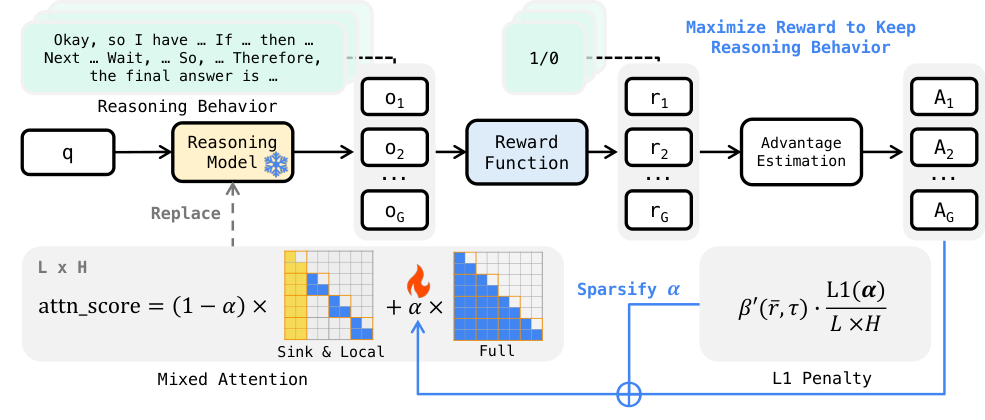 Okay, so I have … If … then …
Next … Wait, … So, … Therefore,
the final answer is …
Reasoning Behavior
1/0
Maximize Reward to Keep
Reasoning Behavior
q
Reasoning
Model
o1
o2
...
oG
Reward
Function
r1
r2
...
rG
Advantage
Estimation
A1
A2
...
AG
Replace
L x H
attn_score = (1 − α) ×
+ α ×
Sink & Local
Full
Mixed Attention
Sparsify α
β′(r̄, τ) · L1(α) / L ×H
L1 Penalty